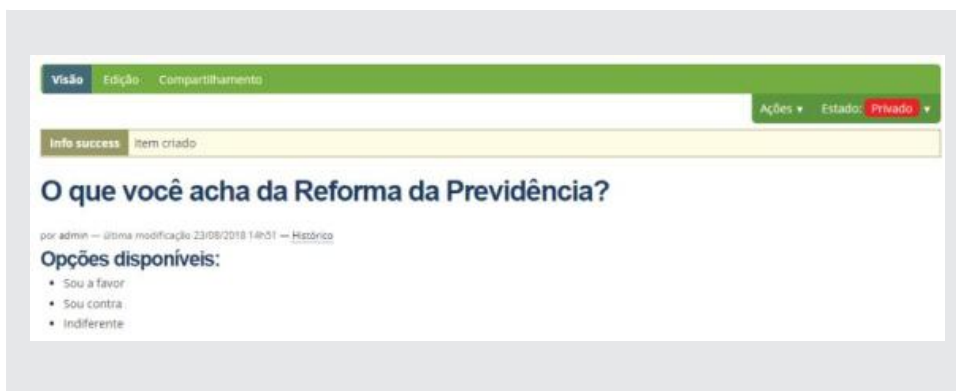 Visão Edição Compartilhamento
Ações ▾ Estado: Privado ▾
Info success Item criado
O que você acha da Reforma da Previdência?
por admin — última modificação 23/08/2018 14h51 — Histórico
Opções disponíveis:
• Sou a favor
• Sou contra
• Indiferente